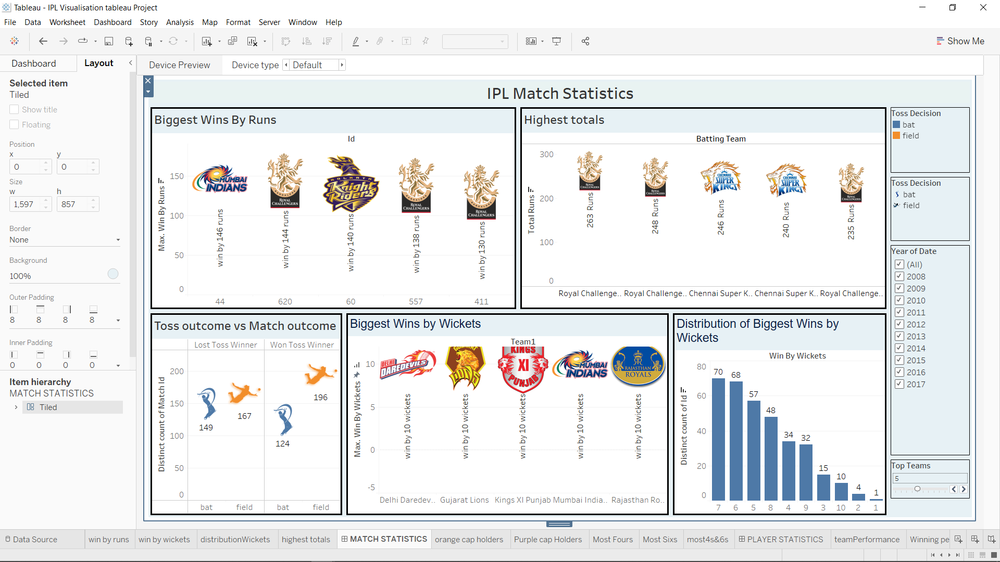 Tableau - IPL Visualisation tableau Project
File Data Worksheet Dashboard Story Analysis Map Format Server Window Help
Show Me
Dashboard Layout
Device Preview Device type Default
Selected item
Tiled
Show title
Floating
Position
x y
0 0
Size
w h
1,597 857
Border
None
Background
100%
Outer Padding
8 8 8 8
Inner Padding
0 0 0 0
Item hierarchy
MATCH STATISTICS
Tiled
IPL Match Statistics
Biggest Wins By Runs
Id
Max. Win By Runs
150
100
50
0
MUMBAI INDIANS
ROYAL CHALLENGERS
KOLKATA Knight Riders
ROYAL CHALLENGERS
ROYAL CHALLENGERS
win by 146 runs
win by 144 runs
win by 140 runs
win by 138 runs
win by 130 runs
44 620 60 557 411
Highest totals
Batting Team
Total Runs
300
200
100
0
ROYAL CHALLENGERS
ROYAL CHALLENGERS
CHENNAI SUPER KINGS
CHENNAI SUPER KINGS
ROYAL CHALLENGERS
263 Runs
248 Runs
246 Runs
240 Runs
235 Runs
Royal Challenge.. Royal Challenge.. Chennai Super K.. Chennai Super K.. Royal Challenge..
Toss Decision
bat
field
Toss Decision
bat
field
Year of Date
(All)
2008
2009
2010
2011
2012
2013
2014
2015
2016
2017
Top Teams
5
Toss outcome vs Match outcome
Lost Toss Winner Won Toss Winner
Distinct count of Match Id
200
150
100
50
0
149
167
124
196
bat field bat field
Biggest Wins by Wickets
Team1
Max. Win By Wickets
10
5
0
-5
DELHI DAREDEVILS
LIONS
KINGS XI PUNJAB
MUMBAI INDIANS
RAJASTHAN ROYALS
win by 10 wickets
win by 10 wickets
win by 10 wickets
win by 10 wickets
win by 10 wickets
Delhi Daredev.. Gujarat Lions Kings XI Punjab Mumbai India.. Rajasthan Ro..
Distribution of Biggest Wins by
Wickets
Win By Wickets
Distinct count of Id
80
60
40
20
0
70 68 57 48 34 32 15 10 4 1
7 6 5 8 4 9 3 10 2 1
Data Source win by runs win by wickets distributionWickets highest totals MATCH STATISTICS orange cap holders Purple cap Holders Most Fours Most Sixs most4s&6s PLAYER STATISTICS teamPerformance Winning pe